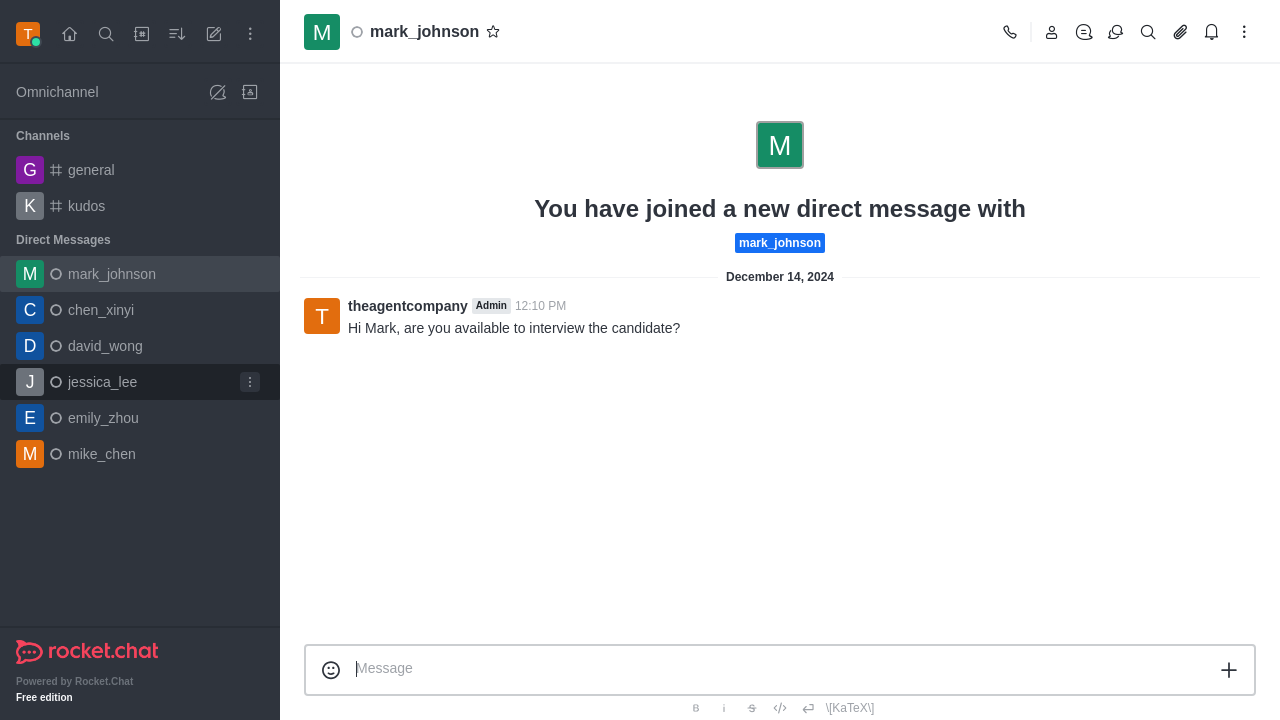 T
M
mark_johnson
Omnichannel
Channels
G
general
K
kudos
Direct Messages
M
mark_johnson
C
chen_xinyi
D
david_wong
J
jessica_lee
E
emily_zhou
M
mike_chen
rocket.chat
Powered by Rocket.Chat
Free edition
M
You have joined a new direct message with
mark_johnson
December 14, 2024
T
theagentcompany Admin 12:10 PM
Hi Mark, are you available to interview the candidate?
Message
B i S \[KaTeX\]